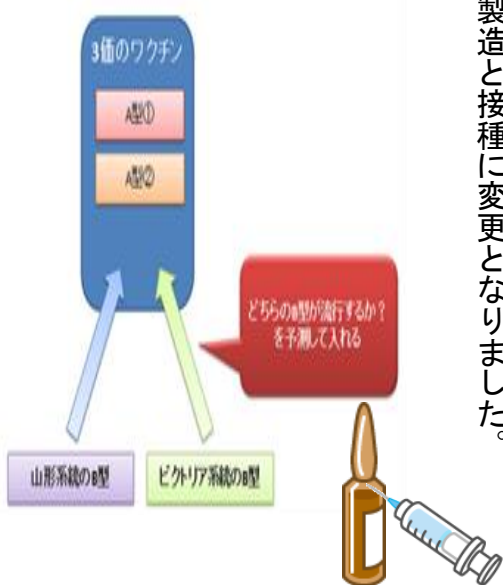 製造と接種に変更となりました。
3価のワクチン
A型①
A型②
どちらのB型が流行するか？
を予測して入れる
山形系統のB型
ビクトリア系統のB型